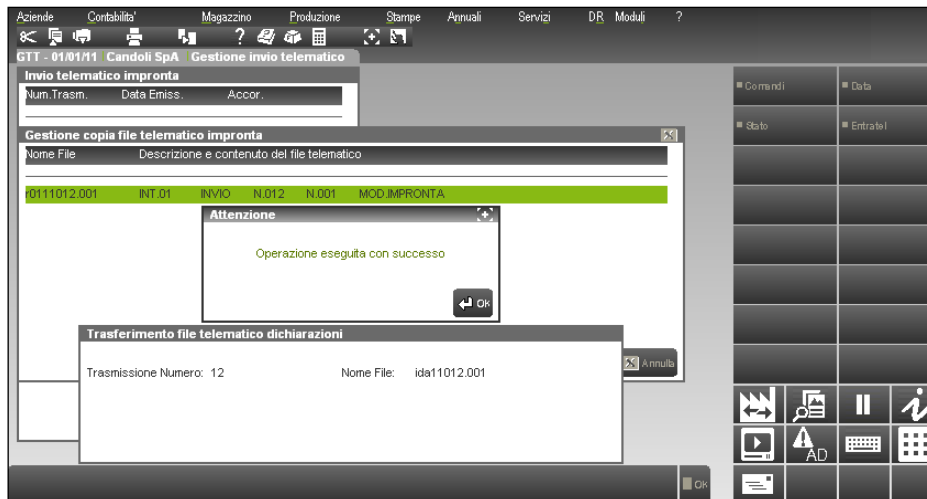 Aziende Contabilita' Magazzino Produzione Stampe Annuali Servizi DR Moduli ?
?
GTT - 01/01/11 Candoli SpA Gestione invio telematico
Invio telematico impronta
Num.Trasm. Data Emiss. Accor.
Comandi Data
Gestione copia file telematico impronta
Stato Entratel
Nome File Descrizione e contenuto del file telematico
r0111012.001 INT.01 INVIO N.012 N.001 MOD.IMPRONTA
Attenzione
Operazione eseguita con successo
OK
Trasferimento file telematico dichiarazioni
Annulla
Trasmissione Numero: 12 Nome File: ida11012.001
AD
OK